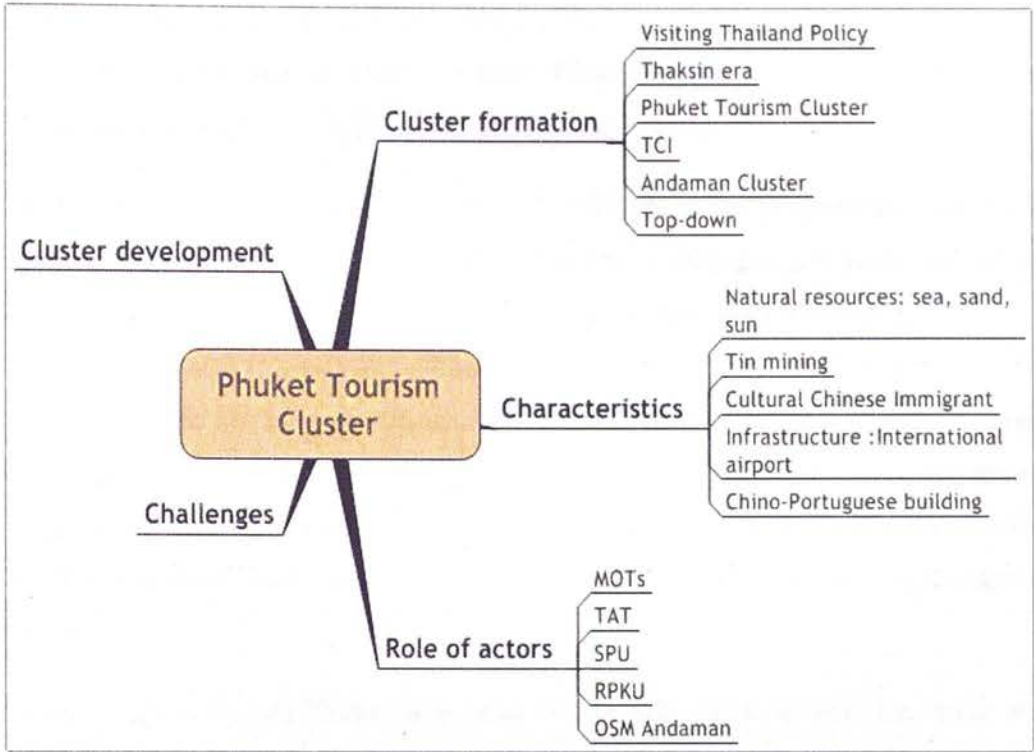 Visiting Thailand Policy
Thaksin era
Cluster formation
Phuket Tourism Cluster
TCI
Andaman Cluster
Top-down
Cluster development
Natural resources: sea, sand,
sun
Tin mining
Phuket Tourism
Cluster
Characteristics
Cultural Chinese Immigrant
Infrastructure :International
airport
Chino-Portuguese building
Challenges
MOTs
TAT
Role of actors
SPU
RPKU
OSM Andaman